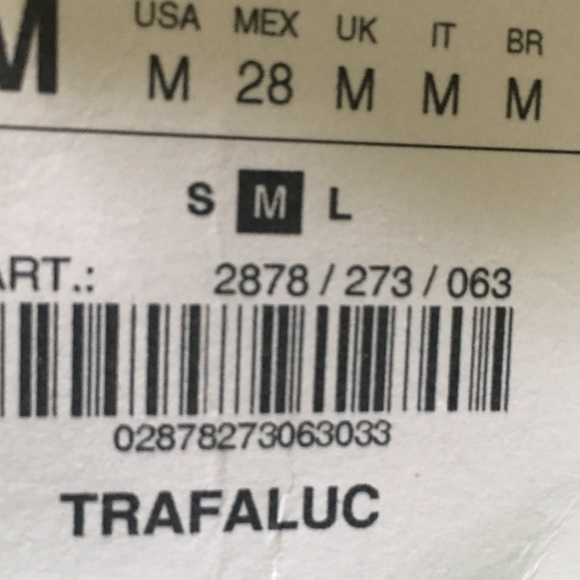 M USA MEX UK IT BR
M 28 M M M
S M L
ART.: 2878 / 273 / 063
02878273063033
TRAFALUC